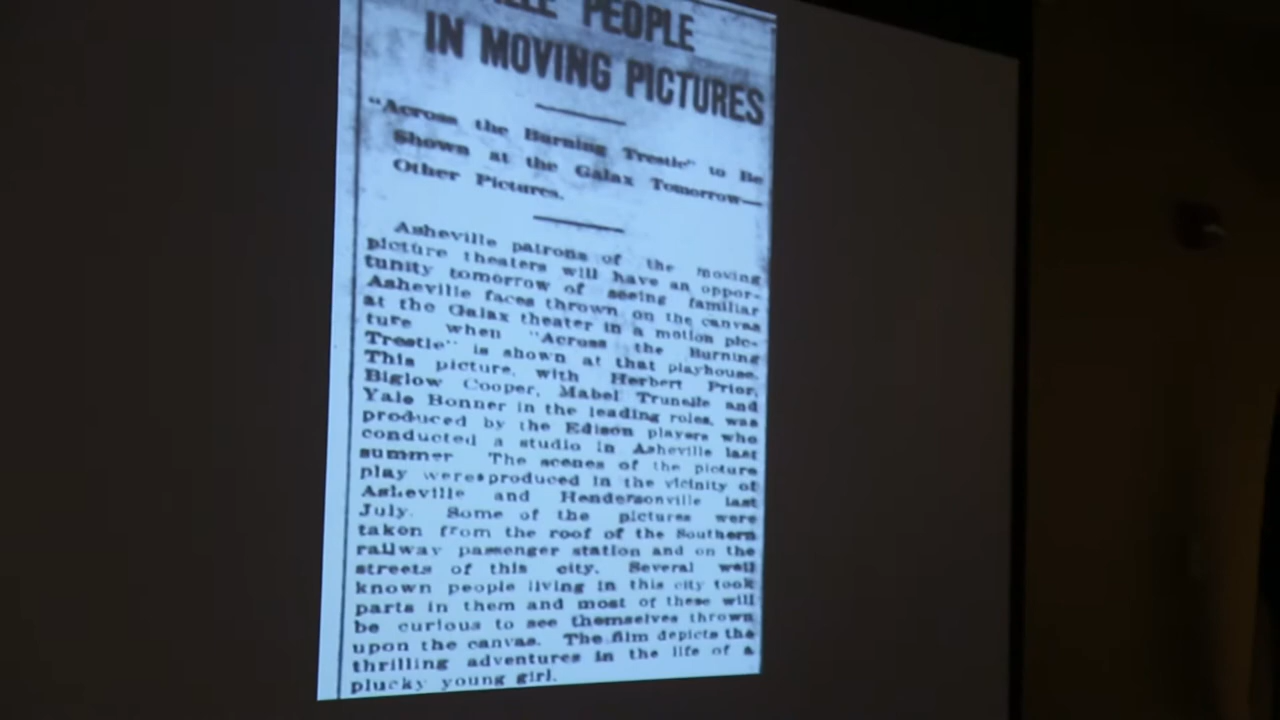 PEOPLE
IN MOVING PICTURES
"Across the Burning Trestle" to Be
Shown at the Galax Tomorrow—
Other Pictures.
Asheville patrons of the moving
picture theaters will have an oppor-
tunity tomorrow of seeing familiar
Asheville faces thrown on the canvas
at the Galax theater in a motion pic-
ture when "Across the Burning
Trestle" is shown at that playhouse.
This picture, with Herbert Prior,
Biglow Cooper, Mabel Trunelle and
Yale Bonner in the leading roles, was
produced by the Edison players who
conducted a studio in Asheville last
summer The scenes of the picture
play were produced in the vicinity of
Asheville and Hendersonville last
July. Some of the pictures were
taken from the roof of the Southern
railway passenger station and on the
streets of this city. Several well
known people living in this city took
parts in them and most of these will
be curious to see themselves thrown
upon the canvas. The film depicts the
thrilling adventures in the life of a
plucky young girl.